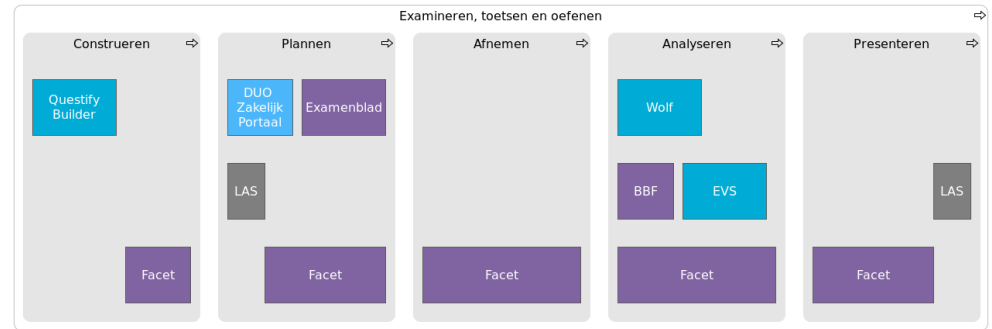 Examineren, toetsen en oefenen
Construeren
Plannen
Afnemen
Analyseren
Presenteren
Questify
Builder
DUO
Zakelijk
Portaal
Examenblad
Wolf
LAS
BBF
EVS
LAS
Facet
Facet
Facet
Facet
Facet